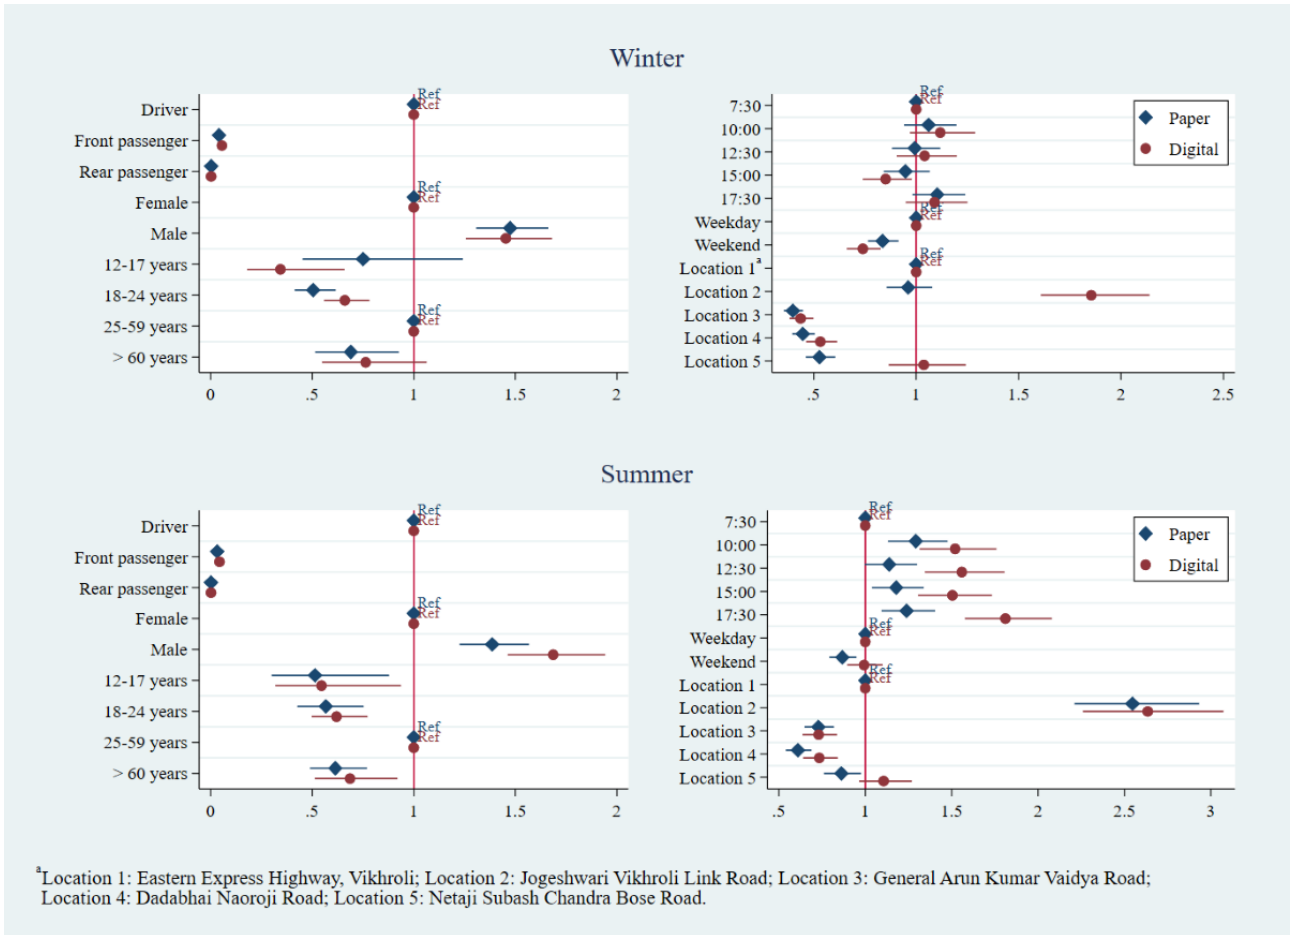 Winter
Driver
Front passenger
Rear passenger
Female
Male
12-17 years
18-24 years
25-59 years
> 60 years
Ref
Ref
Ref
Ref
Ref
Ref
0 .5 1 1.5 2
7:30
10:00
12:30
15:00
17:30
Weekday
Weekend
Location 1ᵃ
Location 2
Location 3
Location 4
Location 5
Ref
Ref
Ref
Ref
Ref
Ref
Paper
Digital
.5 1 1.5 2 2.5
Summer
Driver
Front passenger
Rear passenger
Female
Male
12-17 years
18-24 years
25-59 years
> 60 years
Ref
Ref
Ref
Ref
Ref
Ref
0 .5 1 1.5 2
7:30
10:00
12:30
15:00
17:30
Weekday
Weekend
Location 1
Location 2
Location 3
Location 4
Location 5
Ref
Ref
Ref
Ref
Ref
Ref
Paper
Digital
.5 1 1.5 2 2.5 3
ᵃLocation 1: Eastern Express Highway, Vikhroli; Location 2: Jogeshwari Vikhroli Link Road; Location 3: General Arun Kumar Vaidya Road;
Location 4: Dadabhai Naoroji Road; Location 5: Netaji Subash Chandra Bose Road.